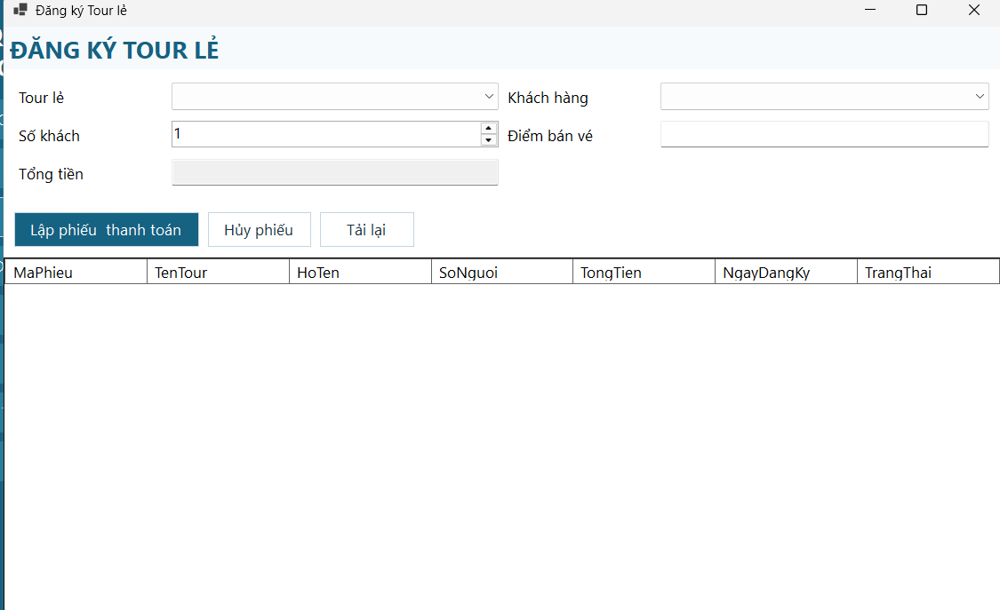 Đăng ký Tour lẻ
ĐĂNG KÝ TOUR LẺ
Tour lẻ
Khách hàng
Số khách
1
Điểm bán vé
Tổng tiền
Lập phiếu  thanh toán
Hủy phiếu
Tải lại
MaPhieu
TenTour
HoTen
SoNguoi
TongTien
NgayDangKy
TrangThai